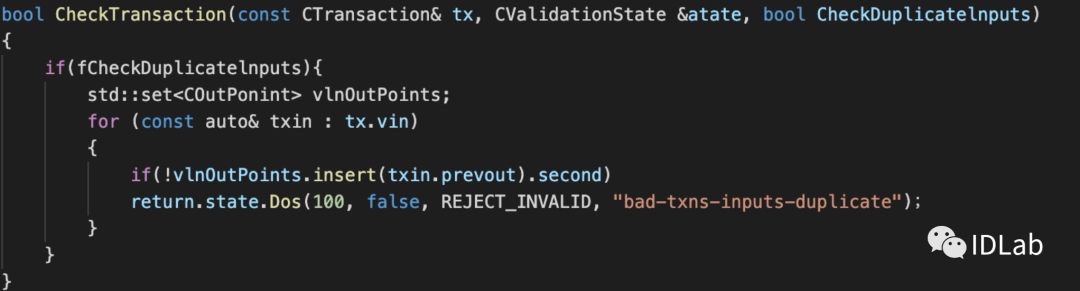 bool CheckTransaction(const CTransaction& tx, CValidationState &atate, bool CheckDuplicatelnputs)
{
if(fCheckDuplicatelnputs){
std::set<COutPonint> vlnOutPoints;
for (const auto& txin : tx.vin)
{
if(!vlnOutPoints.insert(txin.prevout).second)
return.state.Dos(100, false, REJECT_INVALID, "bad-txns-inputs-duplicate");
}
}
}
IDLab